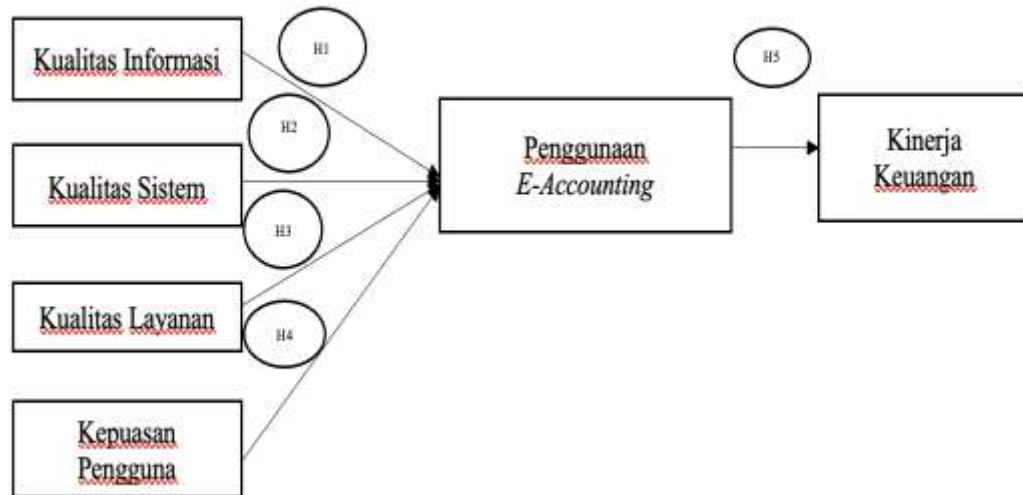 Kualitas Informasi
H1
H5
H2
Penggunaan
E-Accounting
Kinerja
Keuangan
Kualitas Sistem
H3
Kualitas Layanan
H4
Kepuasan
Pengguna